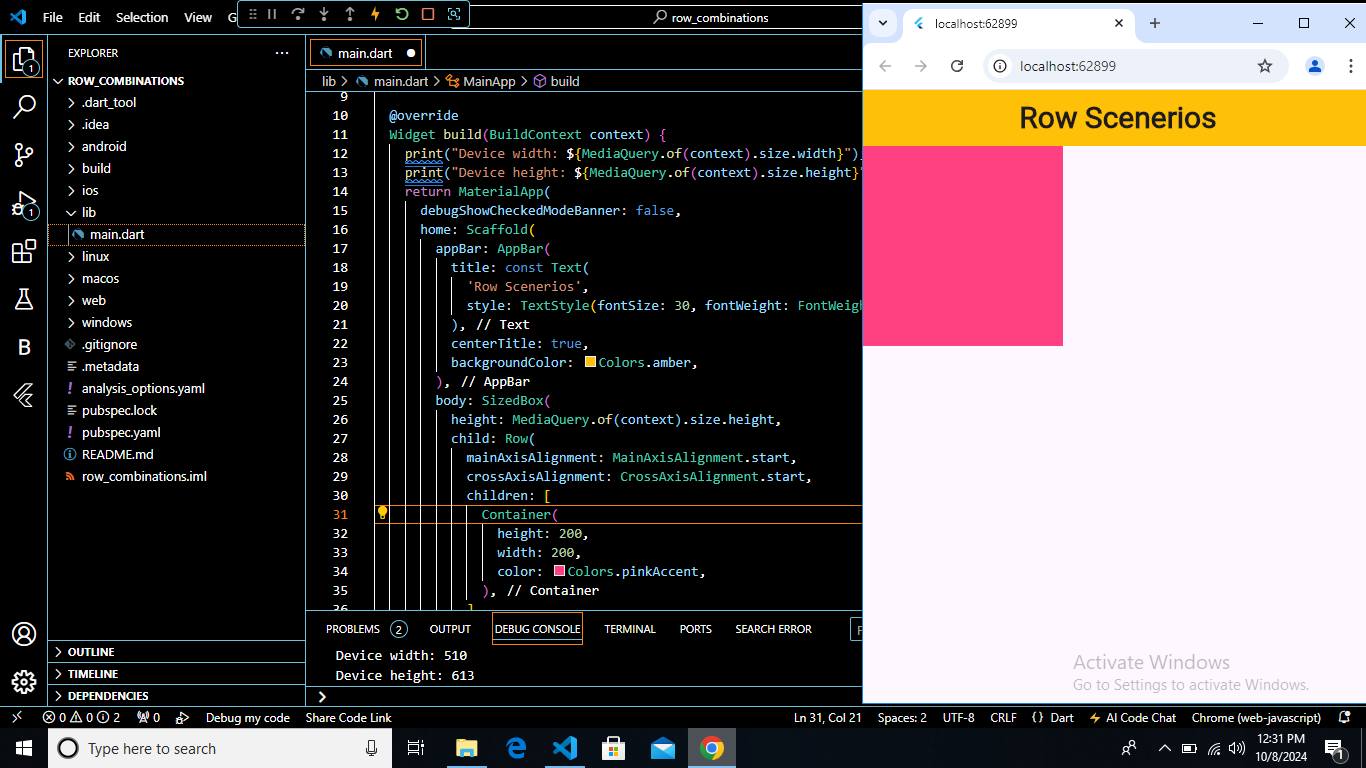 File Edit Selection View G
row_combinations
EXPLORER
ROW_COMBINATIONS
.dart_tool
.idea
android
build
ios
lib
main.dart
linux
macos
web
windows
.gitignore
.metadata
analysis_options.yaml
pubspec.lock
pubspec.yaml
README.md
row_combinations.iml
OUTLINE
TIMELINE
DEPENDENCIES
1
1
B
main.dart
lib > main.dart > MainApp > build
9
10 @override
11 Widget build(BuildContext context) {
12 print("Device width: ${MediaQuery.of(context).size.width}");
13 print("Device height: ${MediaQuery.of(context).size.height}"
14 return MaterialApp(
15 debugShowCheckedModeBanner: false,
16 home: Scaffold(
17 appBar: AppBar(
18 title: const Text(
19 'Row Scenerios',
20 style: TextStyle(fontSize: 30, fontWeight: FontWeigh
21 ), // Text
22 centerTitle: true,
23 backgroundColor: Colors.amber,
24 ), // AppBar
25 body: SizedBox(
26 height: MediaQuery.of(context).size.height,
27 child: Row(
28 mainAxisAlignment: MainAxisAlignment.start,
29 crossAxisAlignment: CrossAxisAlignment.start,
30 children: [
31 Container(
32 height: 200,
33 width: 200,
34 color: Colors.pinkAccent,
35 ), // Container
36 ]
PROBLEMS 2 OUTPUT DEBUG CONSOLE TERMINAL PORTS SEARCH ERROR F
Device width: 510
Device height: 613
>
localhost:62899
localhost:62899
Row Scenerios
Activate Windows
Go to Settings to activate Windows.
0 0 2 0 Debug my code Share Code Link Ln 31, Col 21 Spaces: 2 UTF-8 CRLF {} Dart AI Code Chat Chrome (web-javascript)
Type here to search
12:31 PM
10/8/2024
1